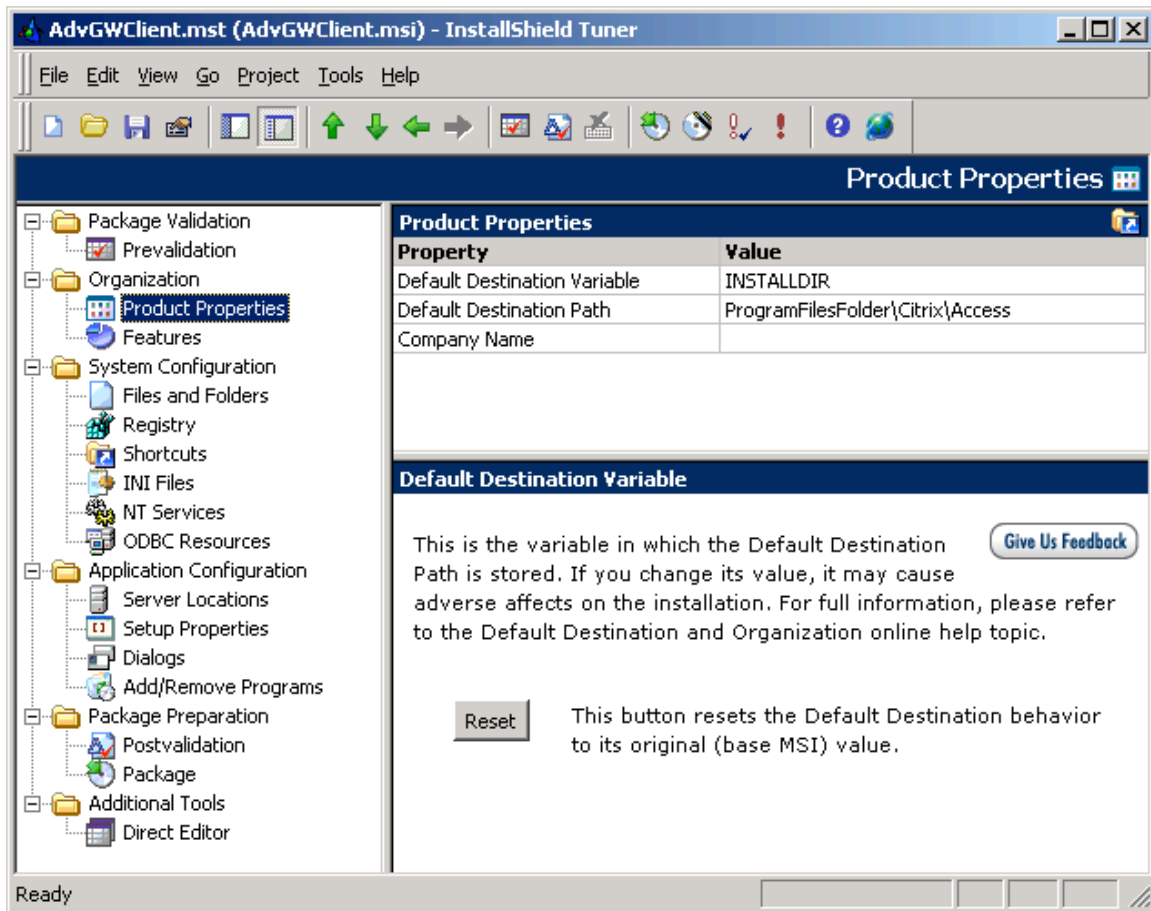 AdvGWClient.mst (AdvGWClient.msi) - InstallShield Tuner
File Edit View Go Project Tools Help
Product Properties
Package Validation
Prevalidation
Organization
Product Properties
Features
System Configuration
Files and Folders
Registry
Shortcuts
INI Files
NT Services
ODBC Resources
Application Configuration
Server Locations
Setup Properties
Dialogs
Add/Remove Programs
Package Preparation
Postvalidation
Package
Additional Tools
Direct Editor
Product Properties
Property Value
Default Destination Variable INSTALLDIR
Default Destination Path ProgramFilesFolder\Citrix\Access
Company Name
Default Destination Variable
Give Us Feedback
This is the variable in which the Default Destination
Path is stored. If you change its value, it may cause
adverse affects on the installation. For full information, please refer
to the Default Destination and Organization online help topic.
Reset
This button resets the Default Destination behavior
to its original (base MSI) value.
Ready